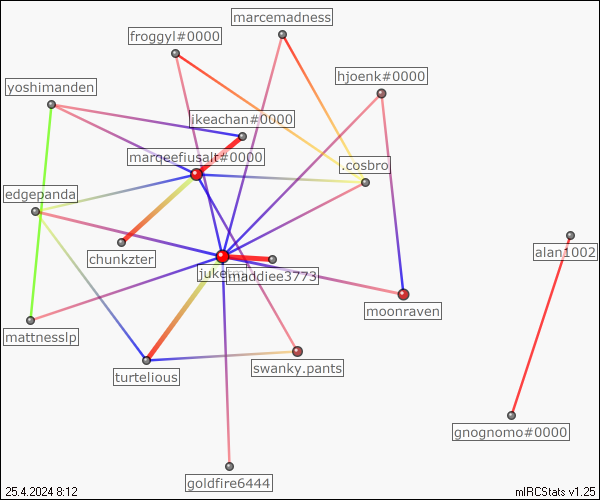 marcemadness
froggyl#0000
hjoenk#0000
yoshimanden
ikeachan#0000
marqeefiusalt#0000
.cosbro
edgepanda
alan1002
chunkzter
maddiee3773
moonraven
mattnesslp
swanky.pants
turtelious
gnognomo#0000
goldfire6444
25.4.2024 8:12
mIRCStats v1.25